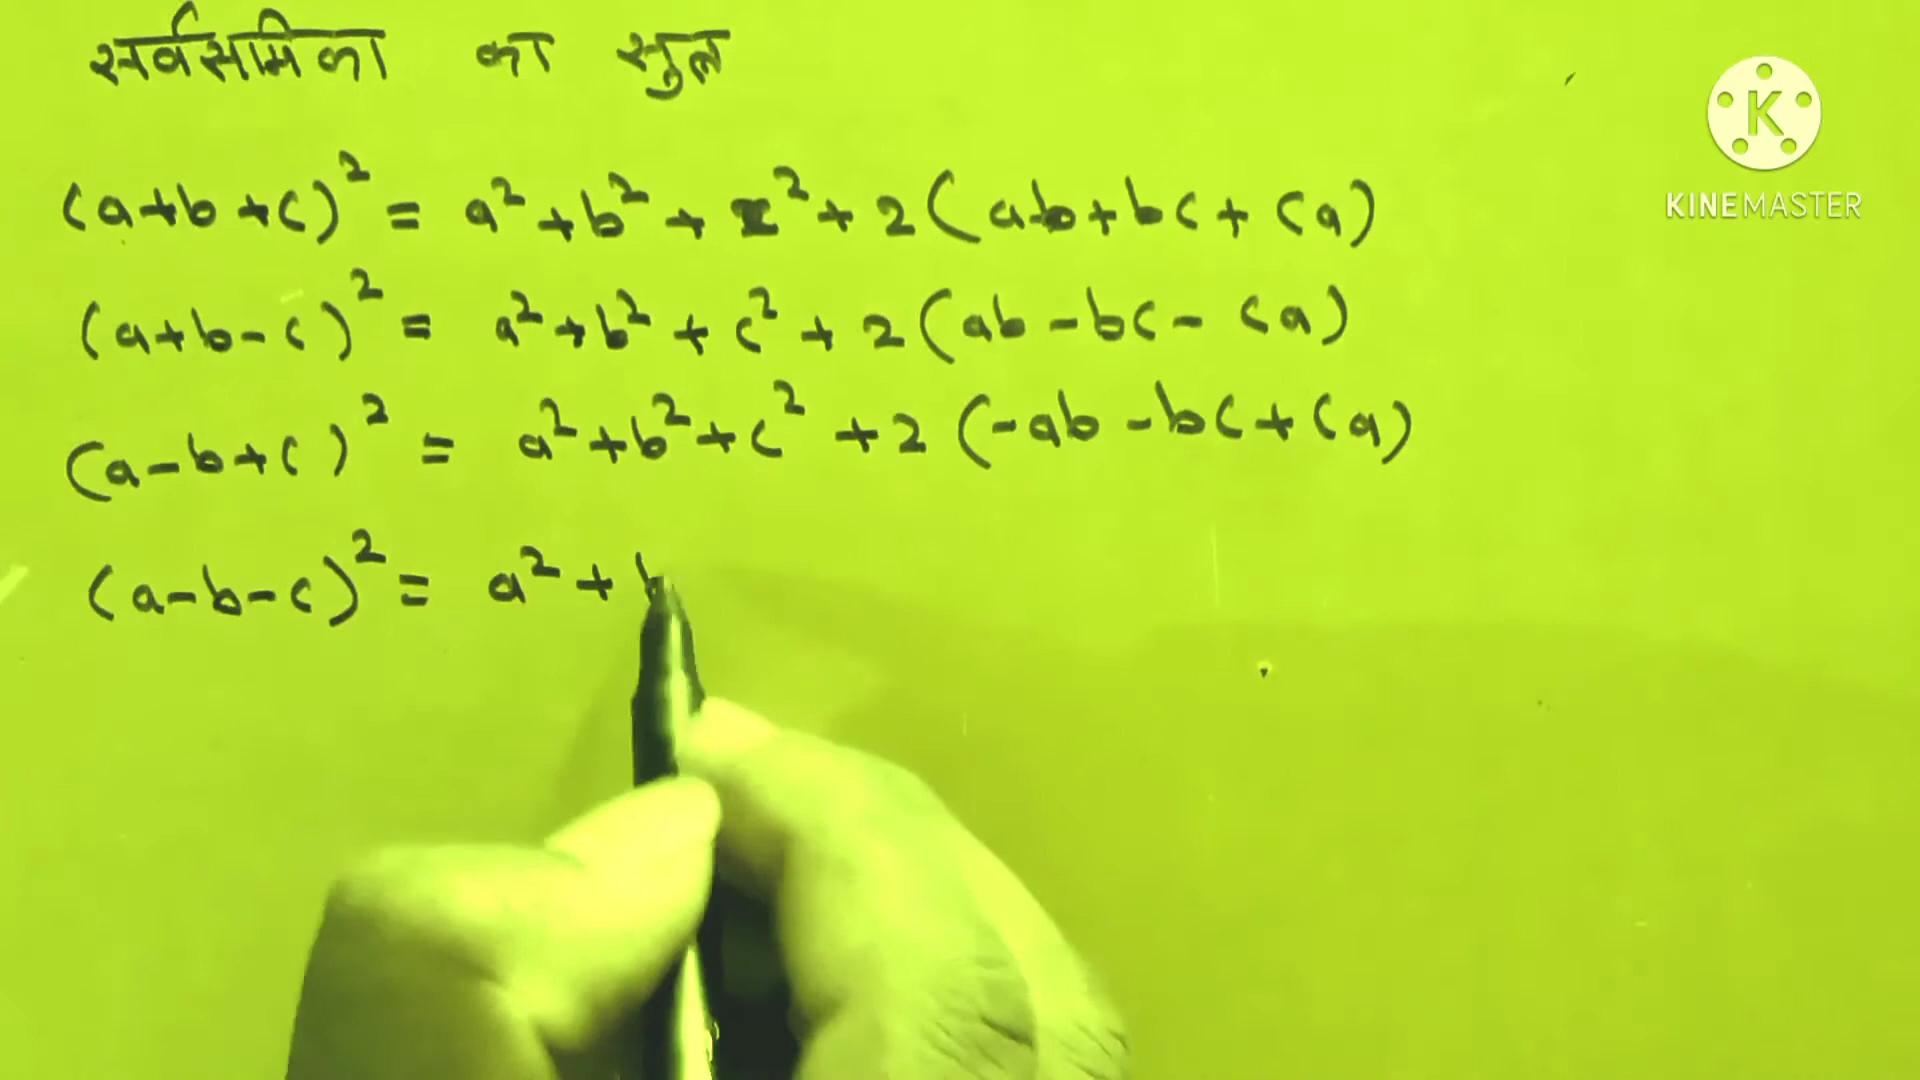 सर्वसमिका का सुत्र
(a+b+c)² = a² + b² + c² + 2(ab+bc+ca)
(a+b-c)² = a² + b² + c² + 2(ab-bc-ca)
(a-b+c)² = a² + b² + c² + 2(-ab-bc+ca)
(a-b-c)² = a² + b
K
KINEMASTER